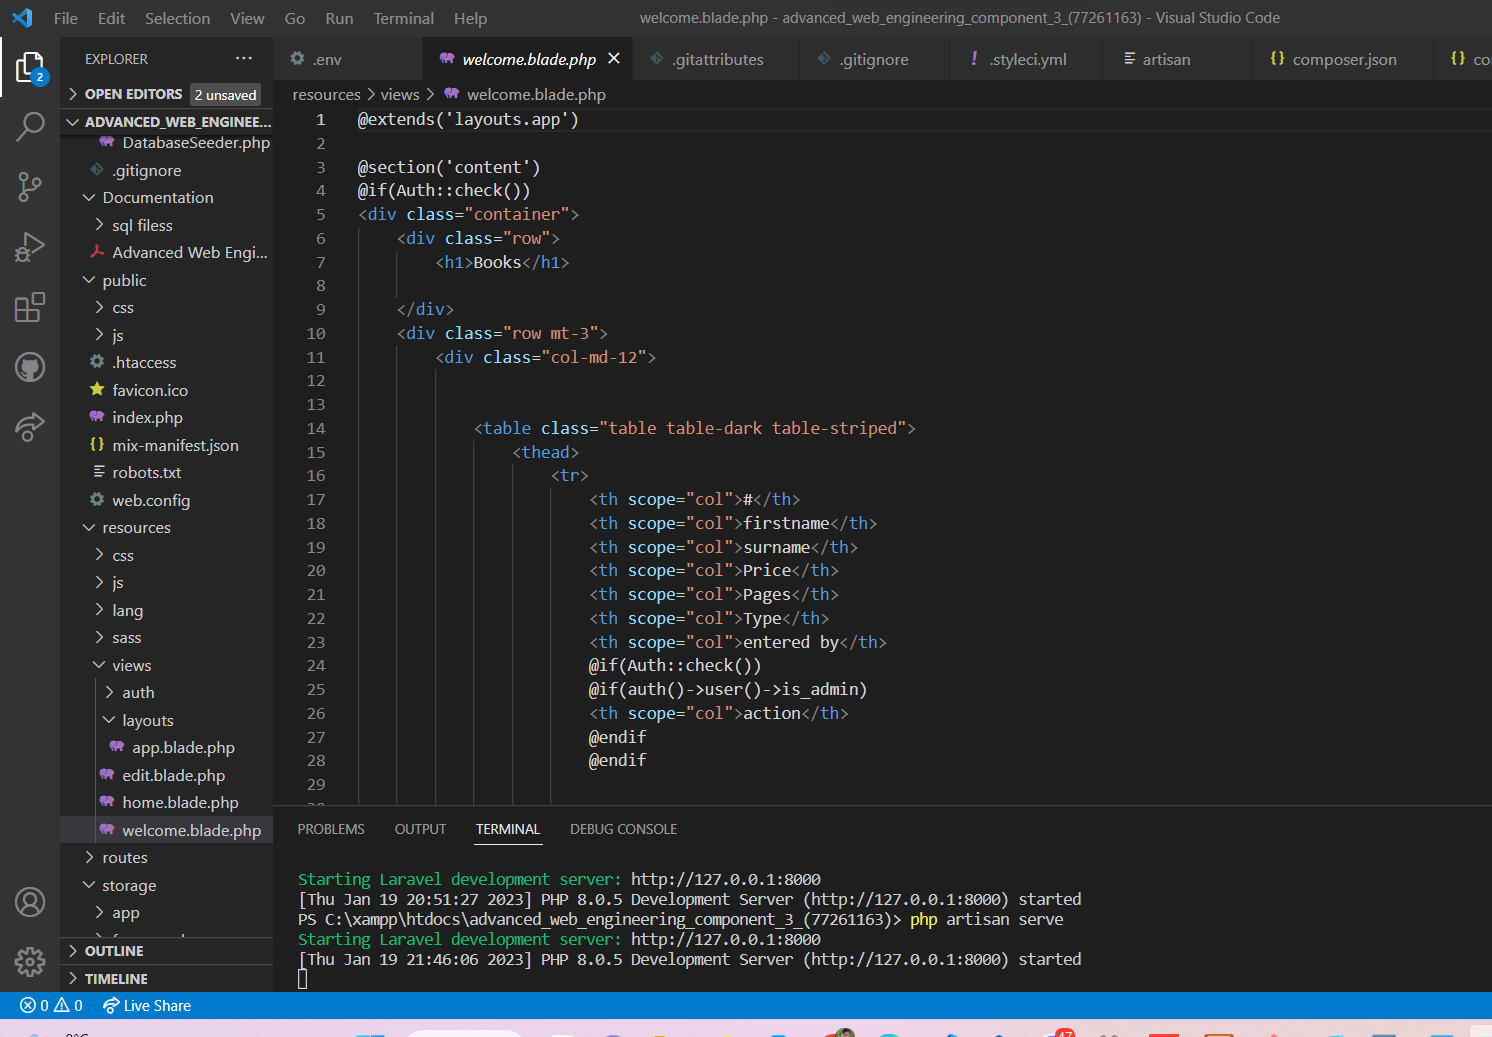 File Edit Selection View Go Run Terminal Help
welcome.blade.php - advanced_web_engineering_component_3_(77261163) - Visual Studio Code
EXPLORER ...
.env welcome.blade.php .gitattributes .gitignore .styleci.yml artisan composer.json
2
OPEN EDITORS 2 unsaved
ADVANCED_WEB_ENGINEE...
DatabaseSeeder.php
.gitignore
Documentation
sql filess
Advanced Web Engi...
public
css
js
.htaccess
favicon.ico
index.php
mix-manifest.json
robots.txt
web.config
resources
css
js
lang
sass
views
auth
layouts
app.blade.php
edit.blade.php
home.blade.php
welcome.blade.php
routes
storage
app
OUTLINE
TIMELINE
resources > views > welcome.blade.php
1 @extends('layouts.app')
2
3 @section('content')
4 @if(Auth::check())
5 <div class="container">
6 <div class="row">
7 <h1>Books</h1>
8
9 </div>
10 <div class="row mt-3">
11 <div class="col-md-12">
12
13
14 <table class="table table-dark table-striped">
15 <thead>
16 <tr>
17 <th scope="col">#</th>
18 <th scope="col">firstname</th>
19 <th scope="col">surname</th>
20 <th scope="col">Price</th>
21 <th scope="col">Pages</th>
22 <th scope="col">Type</th>
23 <th scope="col">entered by</th>
24 @if(Auth::check())
25 @if(auth()->user()->is_admin)
26 <th scope="col">action</th>
27 @endif
28 @endif
29
PROBLEMS OUTPUT TERMINAL DEBUG CONSOLE
Starting Laravel development server: http://127.0.0.1:8000
[Thu Jan 19 20:51:27 2023] PHP 8.0.5 Development Server (http://127.0.0.1:8000) started
PS C:\xampp\htdocs\advanced_web_engineering_component_3_(77261163)> php artisan serve
Starting Laravel development server: http://127.0.0.1:8000
[Thu Jan 19 21:46:06 2023] PHP 8.0.5 Development Server (http://127.0.0.1:8000) started
0 0 Live Share
47